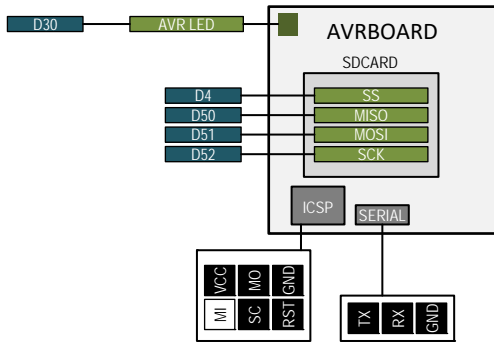 D30 AVR LED AVRBOARD
SDCARD
D4 SS
D50 MISO
D51 MOSI
D52 SCK
ICSP SERIAL
VCC MO GND
MI SC RST
TX RX GND